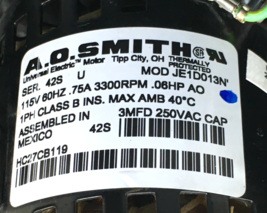 A.O.SMITH
Universal Electric™ Motor Tipp City, OH THERMALLY PROTECTED
SER. 42S U MOD JE1D013N
115V 60HZ .75A 3300RPM .06HP AO
1PH CLASS B INS. MAX AMB 40°C
ASSEMBLED IN MEXICO 42S 3MFD 250VAC CAP
HC27CB119